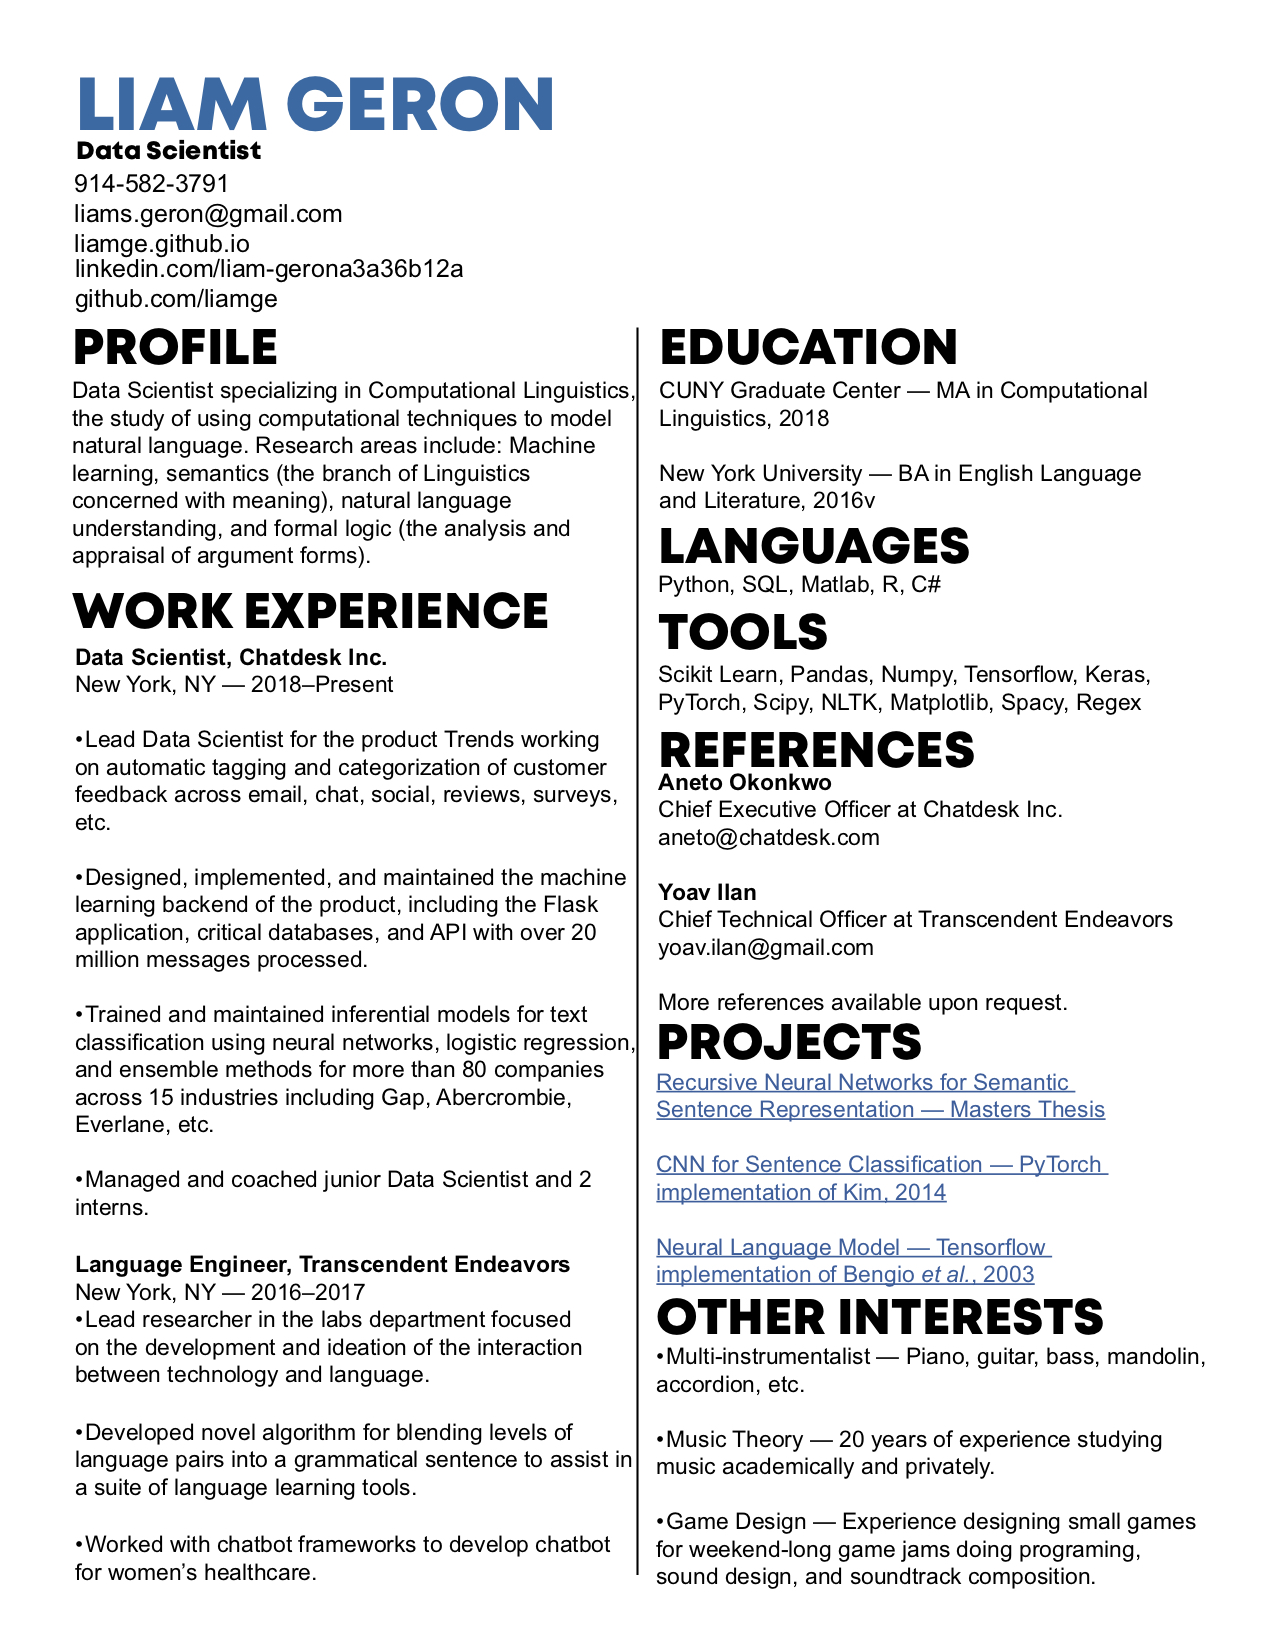 LIAM GERON
Data Scientist
914-582-3791
liams.geron@gmail.com
liamge.github.io
linkedin.com/liam-gerona3a36b12a
github.com/liamge
PROFILE
Data Scientist specializing in Computational Linguistics,
the study of using computational techniques to model
natural language. Research areas include: Machine
learning, semantics (the branch of Linguistics
concerned with meaning), natural language
understanding, and formal logic (the analysis and
appraisal of argument forms).
WORK EXPERIENCE
Data Scientist, Chatdesk Inc.
New York, NY — 2018–Present
•Lead Data Scientist for the product Trends working
on automatic tagging and categorization of customer
feedback across email, chat, social, reviews, surveys,
etc.
•Designed, implemented, and maintained the machine
learning backend of the product, including the Flask
application, critical databases, and API with over 20
million messages processed.
•Trained and maintained inferential models for text
classification using neural networks, logistic regression,
and ensemble methods for more than 80 companies
across 15 industries including Gap, Abercrombie,
Everlane, etc.
•Managed and coached junior Data Scientist and 2
interns.
Language Engineer, Transcendent Endeavors
New York, NY — 2016–2017
•Lead researcher in the labs department focused
on the development and ideation of the interaction
between technology and language.
•Developed novel algorithm for blending levels of
language pairs into a grammatical sentence to assist in
a suite of language learning tools.
•Worked with chatbot frameworks to develop chatbot
for women’s healthcare.
EDUCATION
CUNY Graduate Center — MA in Computational
Linguistics, 2018
New York University — BA in English Language
and Literature, 2016v
LANGUAGES
Python, SQL, Matlab, R, C#
TOOLS
Scikit Learn, Pandas, Numpy, Tensorflow, Keras,
PyTorch, Scipy, NLTK, Matplotlib, Spacy, Regex
REFERENCES
Aneto Okonkwo
Chief Executive Officer at Chatdesk Inc.
aneto@chatdesk.com
Yoav Ilan
Chief Technical Officer at Transcendent Endeavors
yoav.ilan@gmail.com
More references available upon request.
PROJECTS
Recursive Neural Networks for Semantic
Sentence Representation — Masters Thesis
CNN for Sentence Classification — PyTorch
implementation of Kim, 2014
Neural Language Model — Tensorflow
implementation of Bengio et al., 2003
OTHER INTERESTS
•Multi-instrumentalist — Piano, guitar, bass, mandolin,
accordion, etc.
•Music Theory — 20 years of experience studying
music academically and privately.
•Game Design — Experience designing small games
for weekend-long game jams doing programing,
sound design, and soundtrack composition.